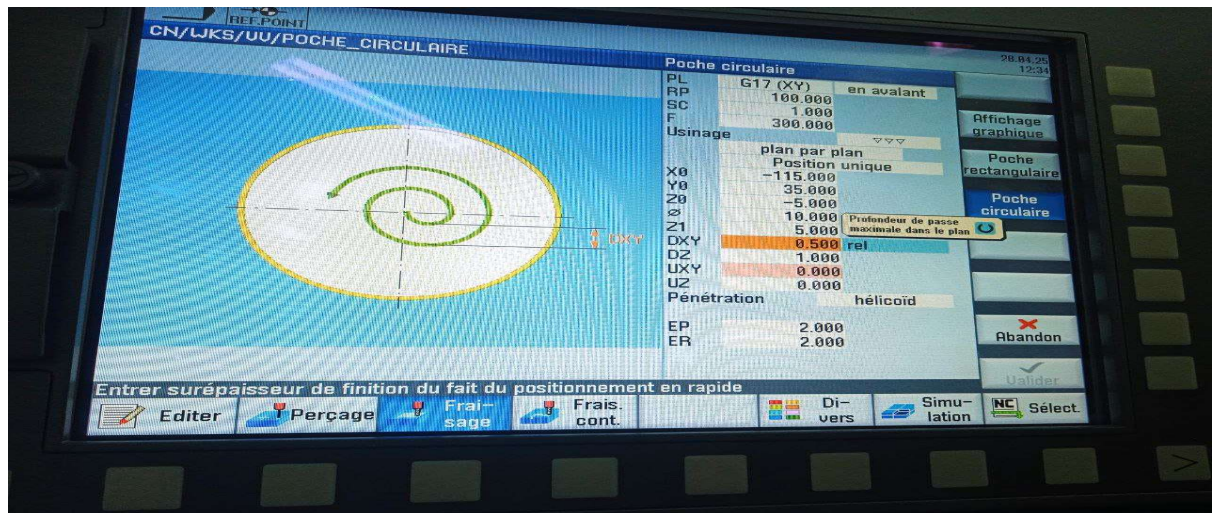 REF.POINT
CN/WKS/UU/POCHE_CIRCULAIRE
28.04.25
12:34
Poche circulaire
PL G17 (XY) en avalant
RP 100.000
SC 1.000
F 300.000
Usinage ▽▽▽
plan par plan
Position unique
X0 -115.000
Y0 35.000
Z0 -5.000
ø 10.000
Z1 5.000
Profondeur de passe
maximale dans le plan
DXY 0.500 rel
DZ 1.000
UXY 0.000
UZ 0.000
Pénétration hélicoïd
EP 2.000
ER 2.000
DXY
Affichage
graphique
Poche
rectangulaire
Poche
circulaire
Abandon
Valider
Entrer surépaisseur de finition du fait du positionnement en rapide
Editer
Perçage
Frai-
sage
Frais.
cont.
Di-
vers
Simu-
lation
NC Sélect.
>